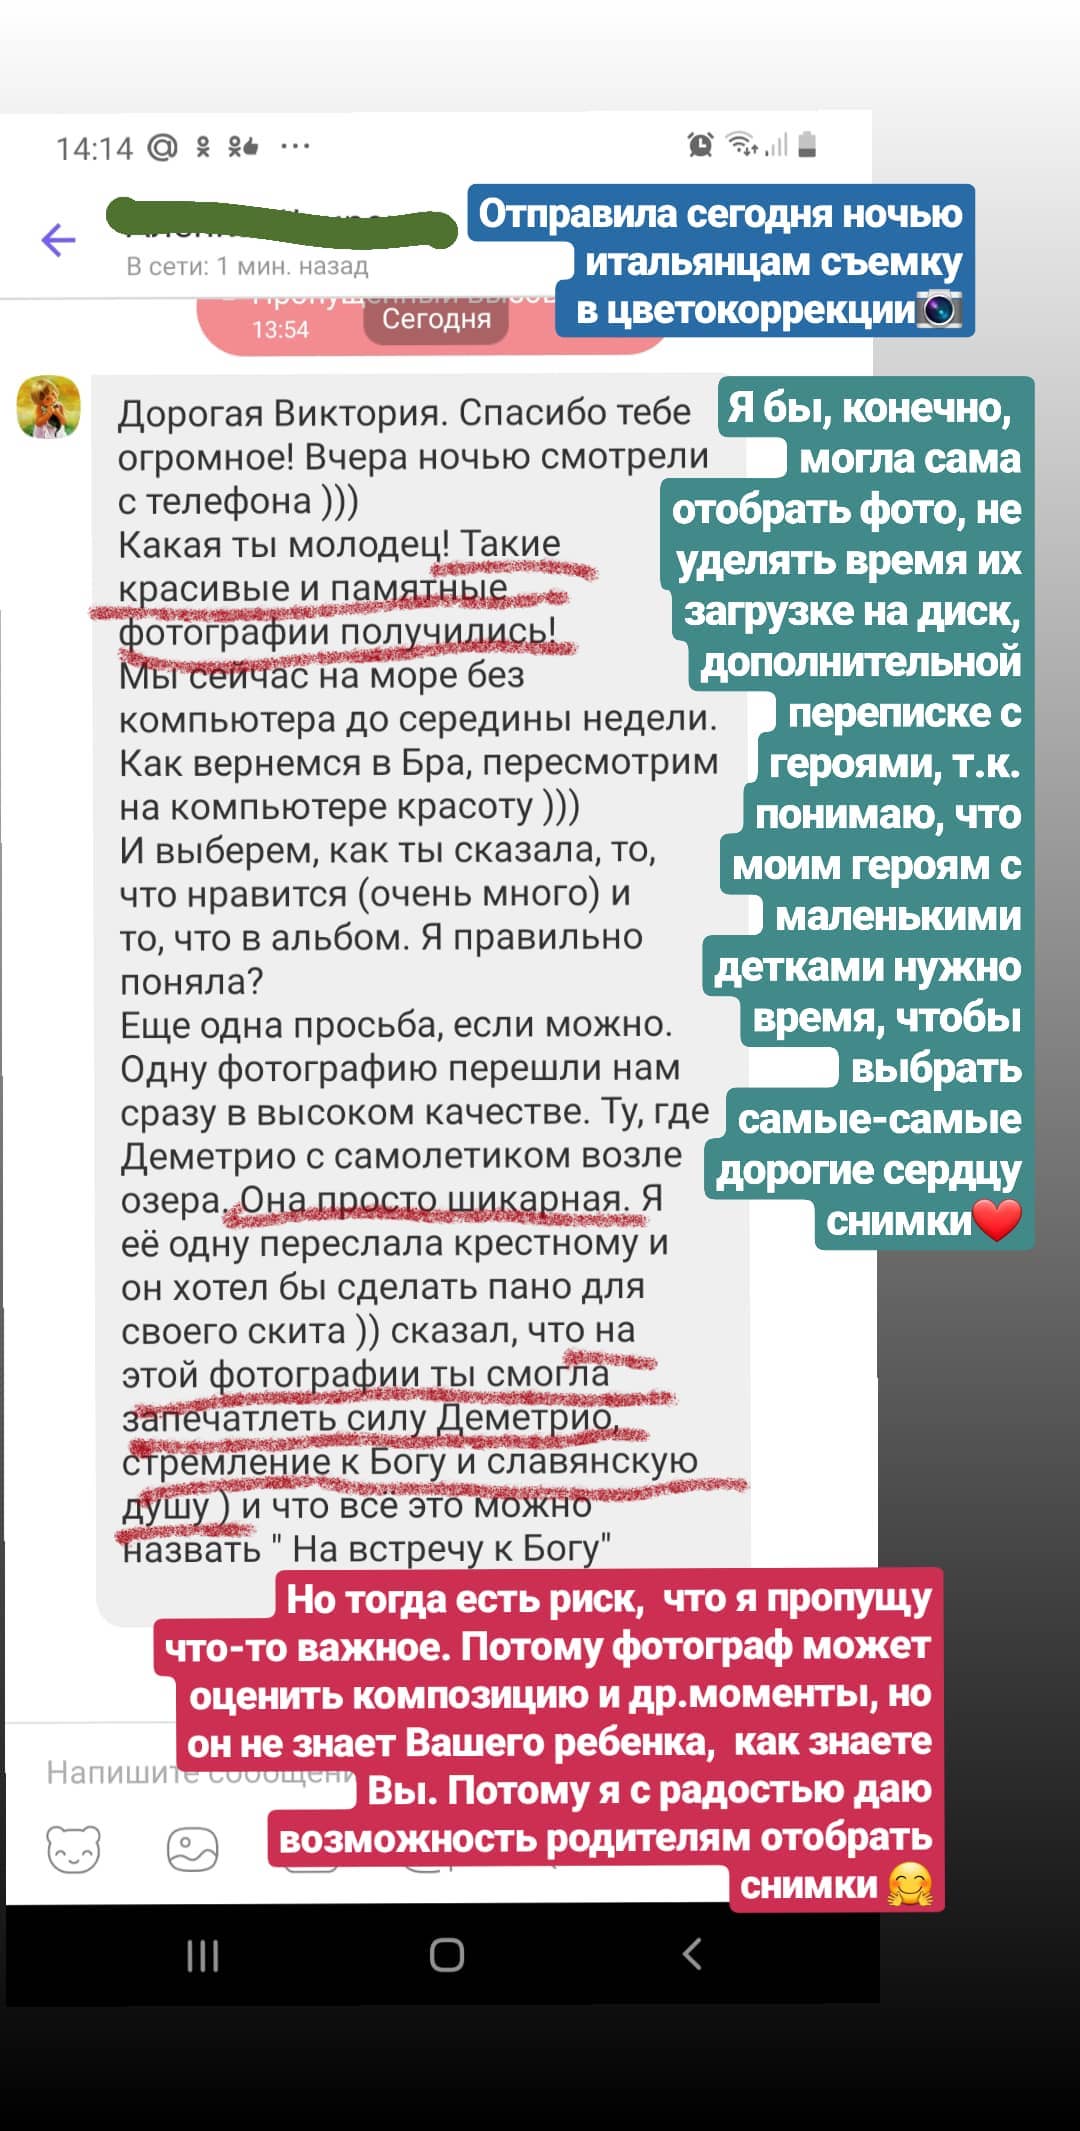 14:14
Отправила сегодня ночью
итальянцам съемку
в цветокоррекции
В сети: 1 мин. назад
13:54
Сегодня
Дорогая Виктория. Спасибо тебе
огромное! Вчера ночью смотрели
с телефона )))
Какая ты молодец! Такие
красивые и памятные
фотографии получились!
Мы сейчас на море без
компьютера до середины недели.
Как вернемся в Бра, пересмотрим
на компьютере красоту )))
И выберем, как ты сказала, то,
что нравится (очень много) и
то, что в альбом. Я правильно
поняла?
Еще одна просьба, если можно.
Одну фотографию перешли нам
сразу в высоком качестве. Ту, где
Деметрио с самолетиком возле
озера. Она просто шикарная. Я
её одну переслала крестному и
он хотел бы сделать пано для
своего скита )) сказал, что на
этой фотографии ты смогла
запечатлеть силу Деметрио,
стремление к Богу и славянскую
душу ) и что всё это можно
назвать " На встречу к Богу"
Я бы, конечно,
могла сама
отобрать фото, не
уделять время их
загрузке на диск,
дополнительной
переписке с
героями, т.к.
понимаю, что
моим героям с
маленькими
детками нужно
время, чтобы
выбрать
самые-самые
дорогие сердцу
снимки
Но тогда есть риск, что я пропущу
что-то важное. Потому фотограф может
оценить композицию и др.моменты, но
он не знает Вашего ребенка, как знаете
Вы. Потому я с радостью даю
возможность родителям отобрать
снимки
Напишите